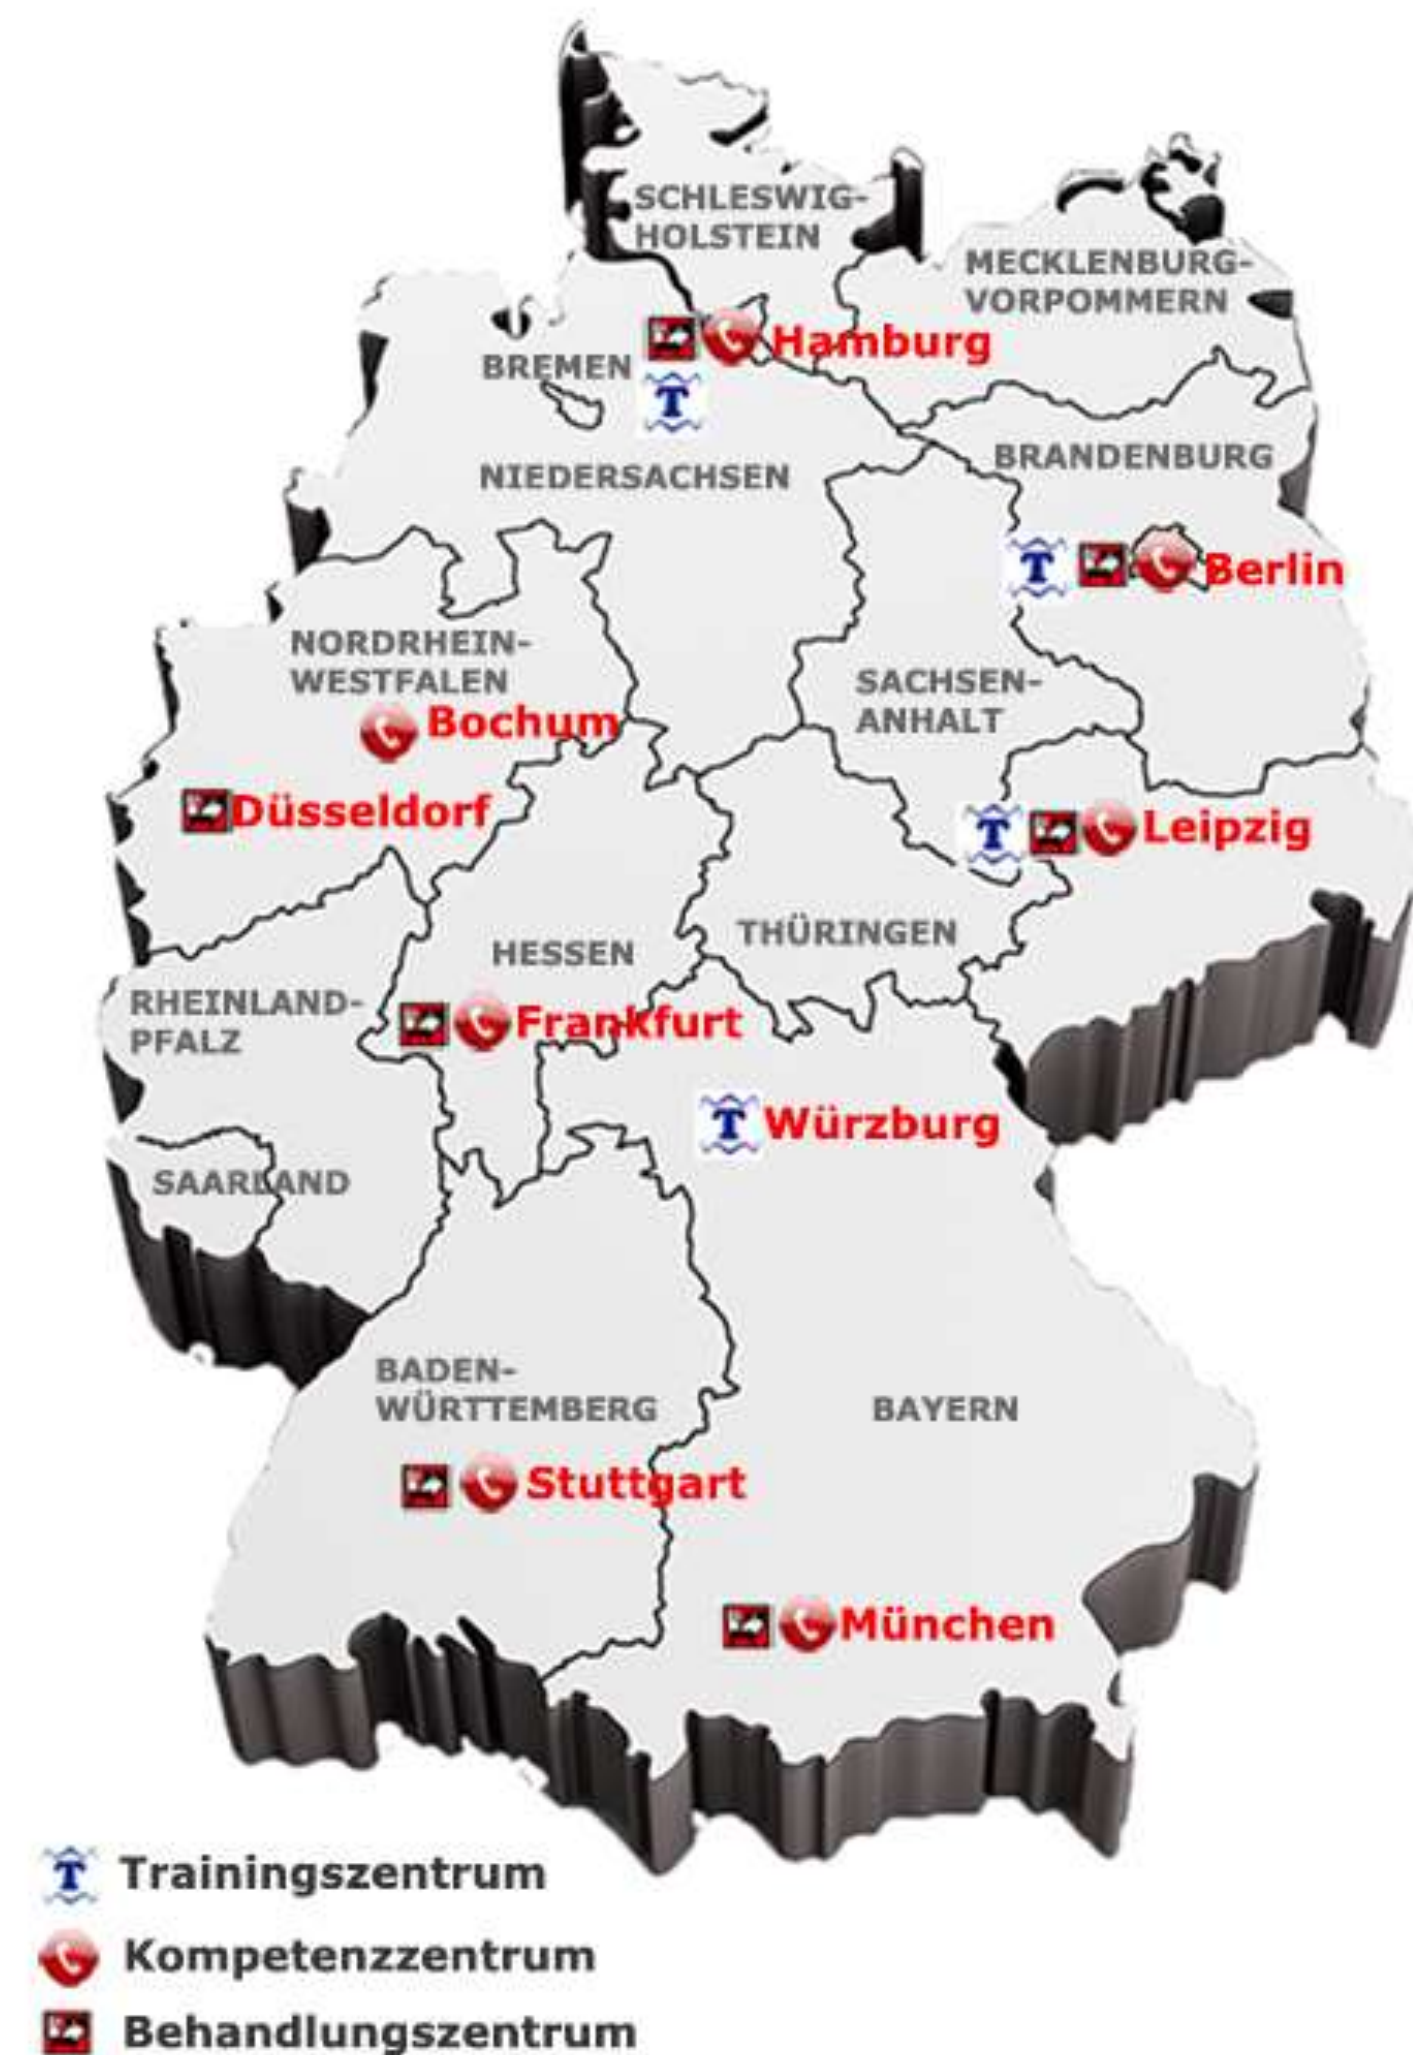 SCHLESWIG-
HOLSTEIN
MECKLENBURG-
VORPOMMERN
Hamburg
BREMEN
T
BRANDENBURG
NIEDERSACHSEN
T Berlin
NORDRHEIN-
WESTFALEN
SACHSEN-
ANHALT
Bochum
Düsseldorf
T Leipzig
THÜRINGEN
HESSEN
RHEINLAND-
PFALZ
Frankfurt
T Würzburg
SAARLAND
BADEN-
WÜRTTEMBERG
BAYERN
Stuttgart
München
T Trainingszentrum
Kompetenzzentrum
Behandlungszentrum